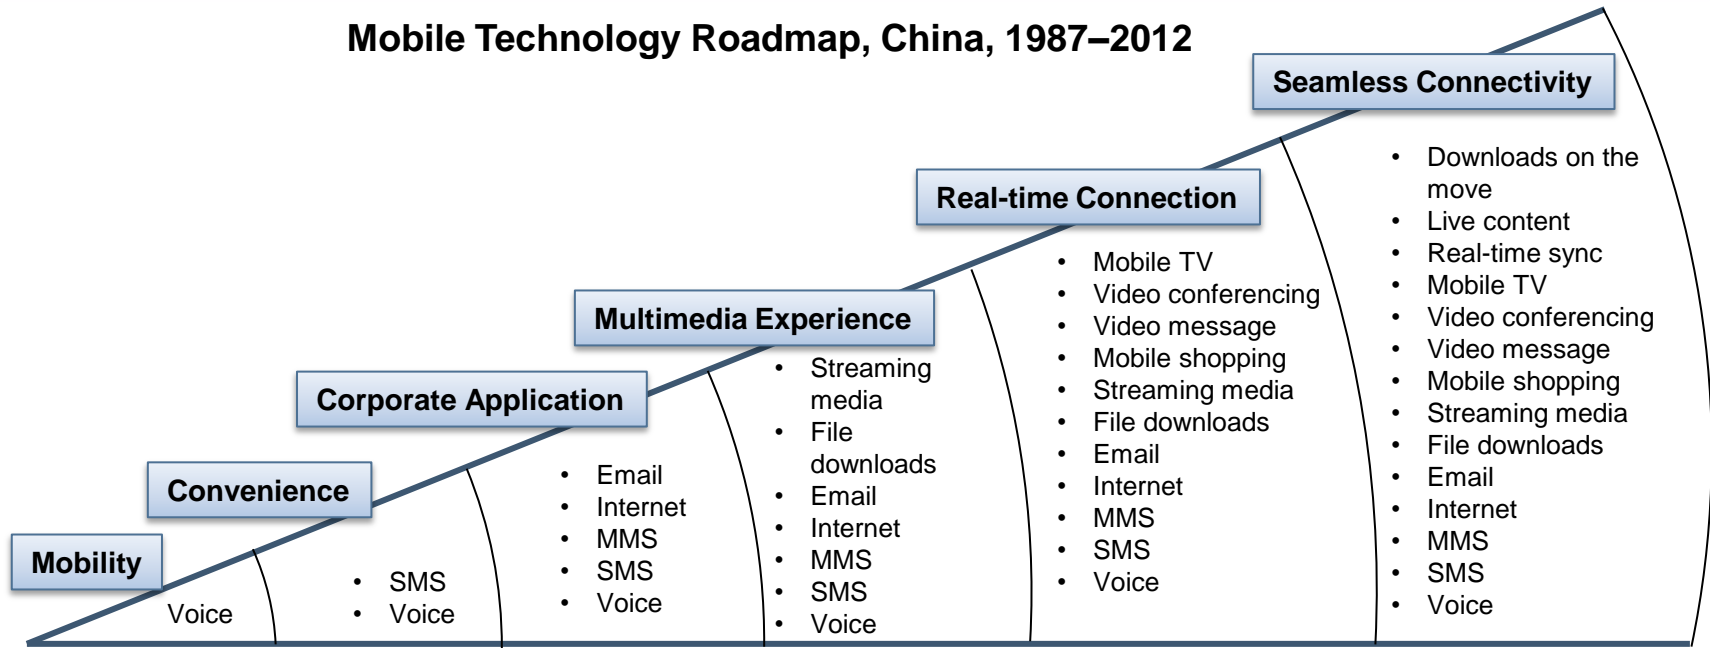 Mobile Technology Roadmap, China, 1987–2012
Mobility
Voice
Convenience
• SMS
• Voice
Corporate Application
• Email
• Internet
• MMS
• SMS
• Voice
Multimedia Experience
• Streaming
media
• File
downloads
• Email
• Internet
• MMS
• SMS
• Voice
Real-time Connection
• Mobile TV
• Video conferencing
• Video message
• Mobile shopping
• Streaming media
• File downloads
• Email
• Internet
• MMS
• SMS
• Voice
Seamless Connectivity
• Downloads on the
move
• Live content
• Real-time sync
• Mobile TV
• Video conferencing
• Video message
• Mobile shopping
• Streaming media
• File downloads
• Email
• Internet
• MMS
• SMS
• Voice